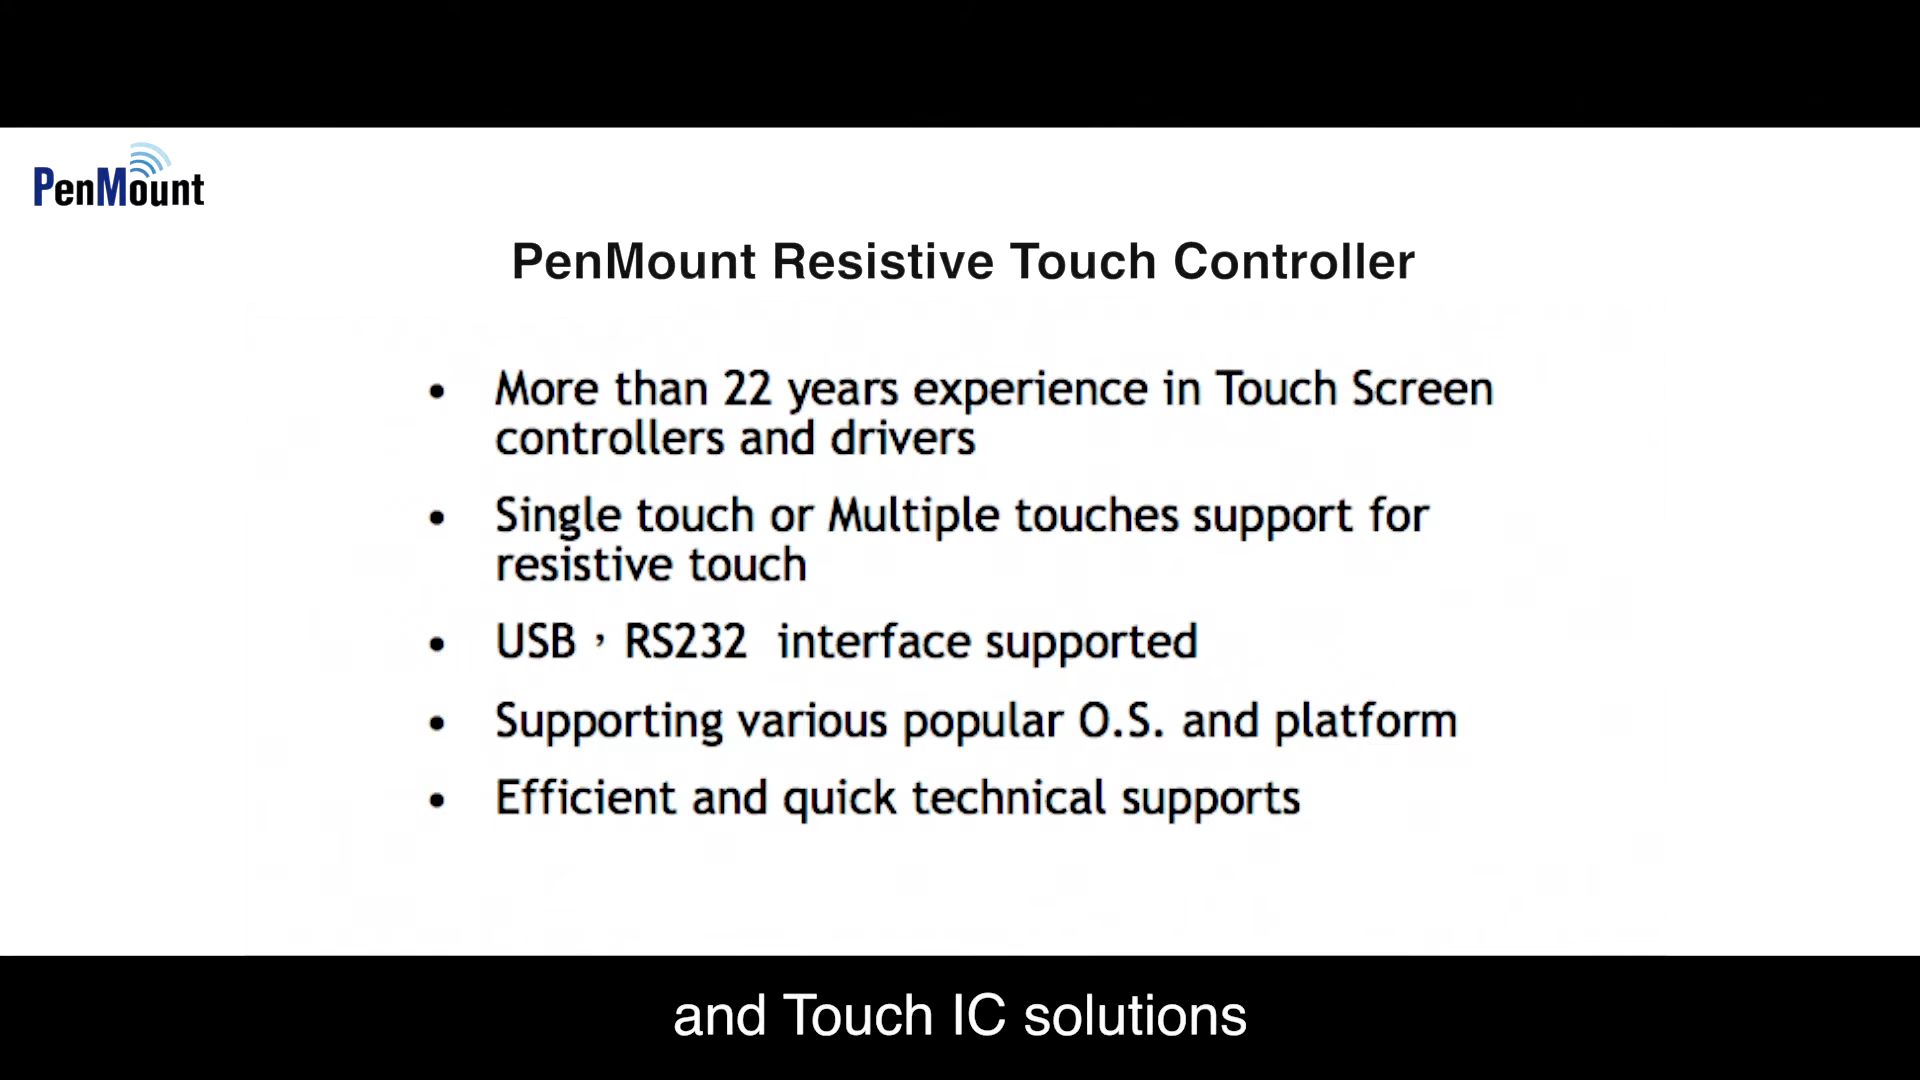 PenMount
PenMount Resistive Touch Controller
• More than 22 years experience in Touch Screen
controllers and drivers
• Single touch or Multiple touches support for
resistive touch
• USB，RS232 interface supported
• Supporting various popular O.S. and platform
• Efficient and quick technical supports
and Touch IC solutions